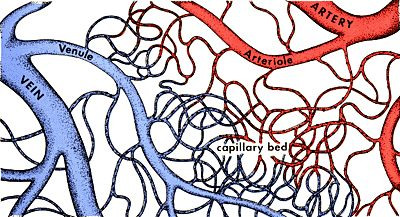 ARTERY
Venule
Arteriole
VEIN
capillary bed